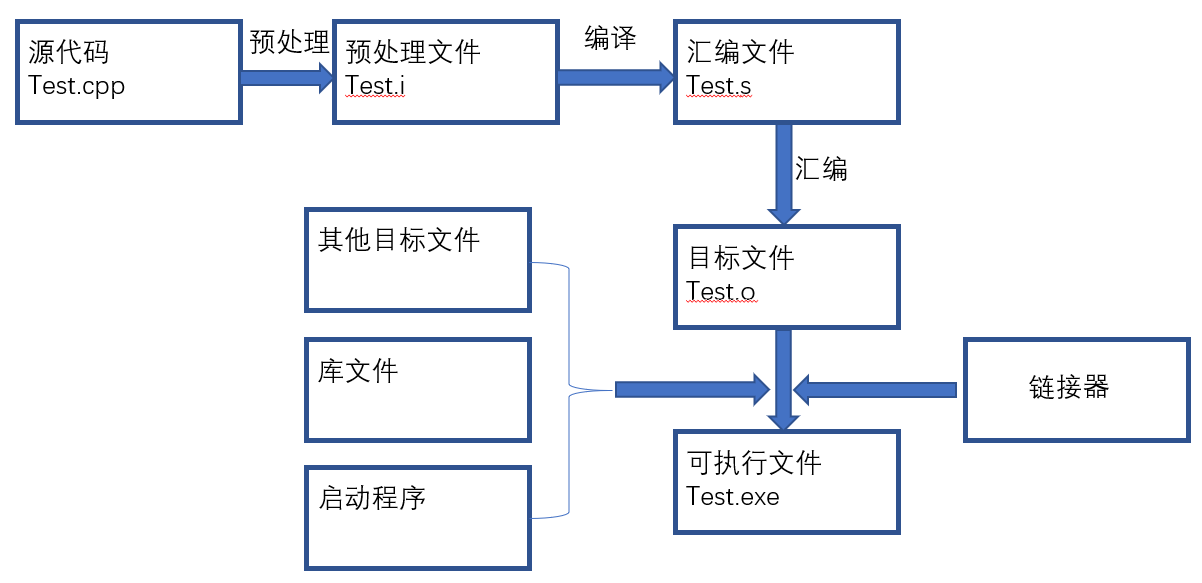 源代码
Test.cpp
预处理
预处理文件
Test.i
编译
汇编文件
Test.s
汇编
其他目标文件
目标文件
Test.o
库文件
链接器
启动程序
可执行文件
Test.exe